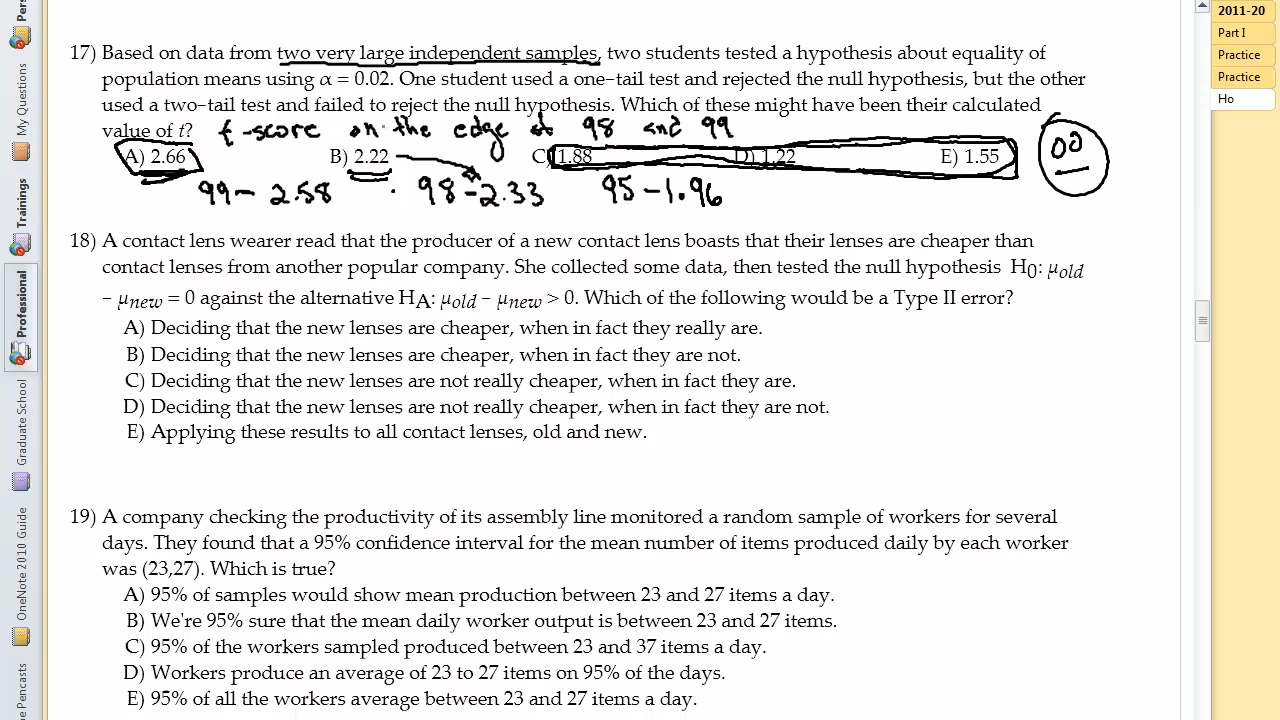 17) Based on data from two very large independent samples, two students tested a hypothesis about equality of
population means using α = 0.02. One student used a one-tail test and rejected the null hypothesis, but the other
used a two-tail test and failed to reject the null hypothesis. Which of these might have been their calculated
value of t? t-score on the edge at 98 and 99
A) 2.66 B) 2.22 C) 1.88 D) 1.22 E) 1.55
99- 2.58 98-2.33 95-1.96
18) A contact lens wearer read that the producer of a new contact lens boasts that their lenses are cheaper than
contact lenses from another popular company. She collected some data, then tested the null hypothesis H0: μold
- μnew = 0 against the alternative HA: μold - μnew > 0. Which of the following would be a Type II error?
A) Deciding that the new lenses are cheaper, when in fact they really are.
B) Deciding that the new lenses are cheaper, when in fact they are not.
C) Deciding that the new lenses are not really cheaper, when in fact they are.
D) Deciding that the new lenses are not really cheaper, when in fact they are not.
E) Applying these results to all contact lenses, old and new.
19) A company checking the productivity of its assembly line monitored a random sample of workers for several
days. They found that a 95% confidence interval for the mean number of items produced daily by each worker
was (23,27). Which is true?
A) 95% of samples would show mean production between 23 and 27 items a day.
B) We're 95% sure that the mean daily worker output is between 23 and 27 items.
C) 95% of the workers sampled produced between 23 and 37 items a day.
D) Workers produce an average of 23 to 27 items on 95% of the days.
E) 95% of all the workers average between 23 and 27 items a day.
Pers
My Questions
Trainings
Professional
Graduate School
OneNote 2010 Guide
e Pencasts
2011-20
Part I
Practice
Practice
Ho